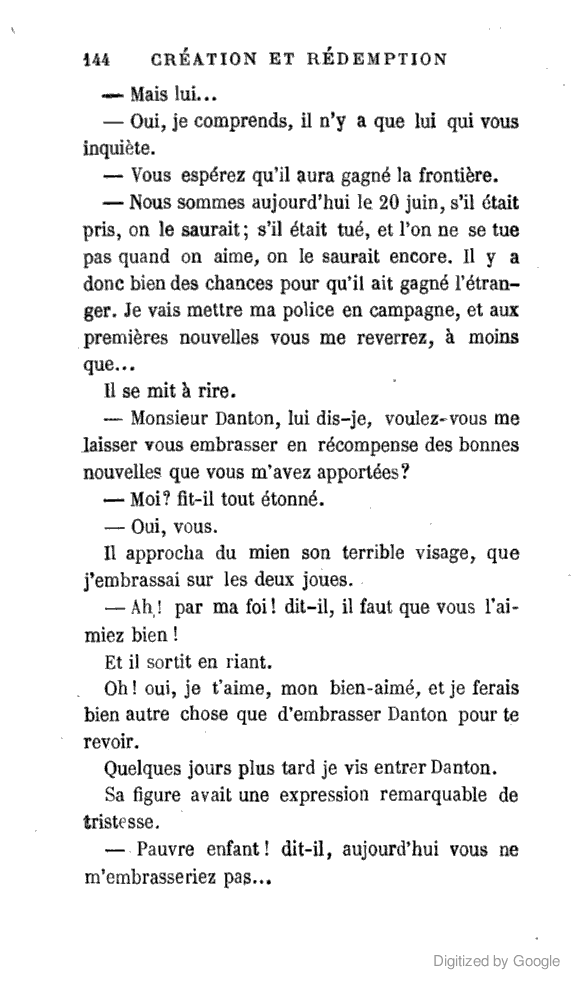 144 CRÉATION ET RÉDEMPTION
— Mais lui...
— Oui, je comprends, il n'y a que lui qui vous
inquiète.
— Vous espérez qu'il aura gagné la frontière.
— Nous sommes aujourd'hui le 20 juin, s'il était
pris, on le saurait; s'il était tué, et l'on ne se tue
pas quand on aime, on le saurait encore. Il y a
donc bien des chances pour qu'il ait gagné l'étran-
ger. Je vais mettre ma police en campagne, et aux
premières nouvelles vous me reverrez, à moins
que...
Il se mit à rire.
— Monsieur Danton, lui dis-je, voulez-vous me
laisser vous embrasser en récompense des bonnes
nouvelles que vous m'avez apportées?
— Moi? fit-il tout étonné.
— Oui, vous.
Il approcha du mien son terrible visage, que
j'embrassai sur les deux joues.
— Ah! par ma foi! dit-il, il faut que vous l'ai-
miez bien!
Et il sortit en riant.
Oh! oui, je t'aime, mon bien-aimé, et je ferais
bien autre chose que d'embrasser Danton pour te
revoir.
Quelques jours plus tard je vis entrer Danton.
Sa figure avait une expression remarquable de
tristesse.
— Pauvre enfant! dit-il, aujourd'hui vous ne
m'embrasseriez pas...
Digitized by Google